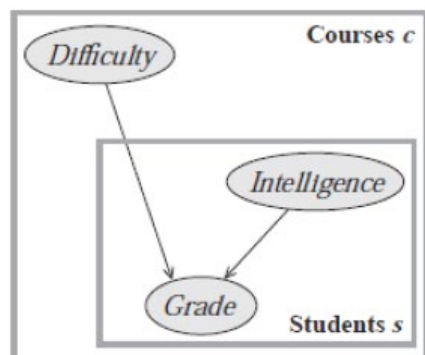 Courses c
Difficulty
Intelligence
Grade
Students s